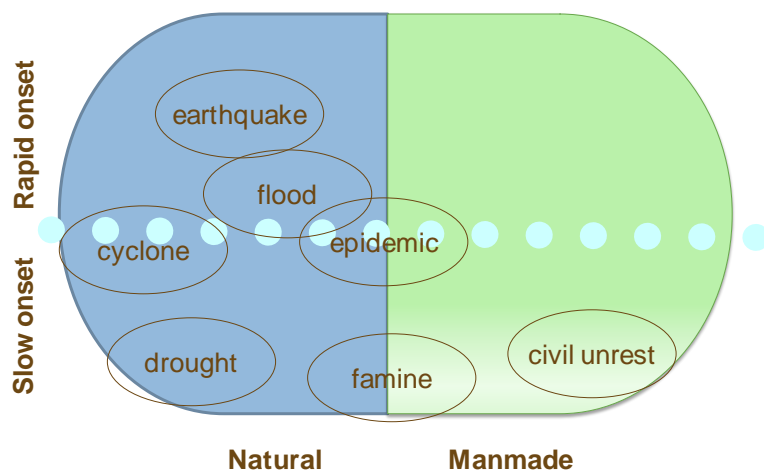 Rapid onset
earthquake
flood
epidemic
cyclone
Slow onset
drought
famine
civil unrest
Natural
Manmade